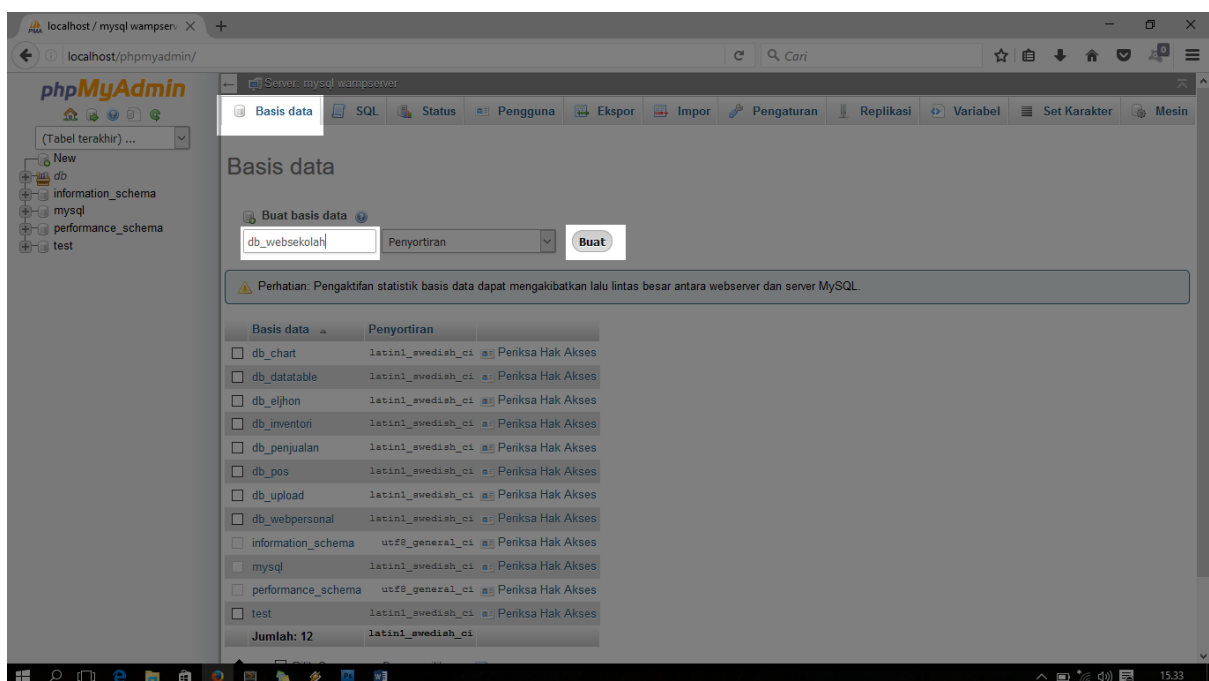 localhost / mysql wampserv
localhost/phpmyadmin/
Cari
phpMyAdmin
(Tabel terakhir) ...
New
db
information_schema
mysql
performance_schema
test
Server: mysql wampserver
Basis data
SQL
Status
Pengguna
Ekspor
Impor
Pengaturan
Replikasi
Variabel
Set Karakter
Mesin
Basis data
Buat basis data
db_websekolah
Penyortiran
Buat
Perhatian: Pengaktifan statistik basis data dapat mengakibatkan lalu lintas besar antara webserver dan server MySQL.
Basis data Penyortiran
db_chart latin1_swedish_ci Periksa Hak Akses
db_datatable latin1_swedish_ci Periksa Hak Akses
db_eljhon latin1_swedish_ci Periksa Hak Akses
db_inventori latin1_swedish_ci Periksa Hak Akses
db_penjualan latin1_swedish_ci Periksa Hak Akses
db_pos latin1_swedish_ci Periksa Hak Akses
db_upload latin1_swedish_ci Periksa Hak Akses
db_webpersonal latin1_swedish_ci Periksa Hak Akses
information_schema utf8_general_ci Periksa Hak Akses
mysql latin1_swedish_ci Periksa Hak Akses
performance_schema utf8_general_ci Periksa Hak Akses
test latin1_swedish_ci Periksa Hak Akses
Jumlah: 12 latin1_swedish_ci
15.33